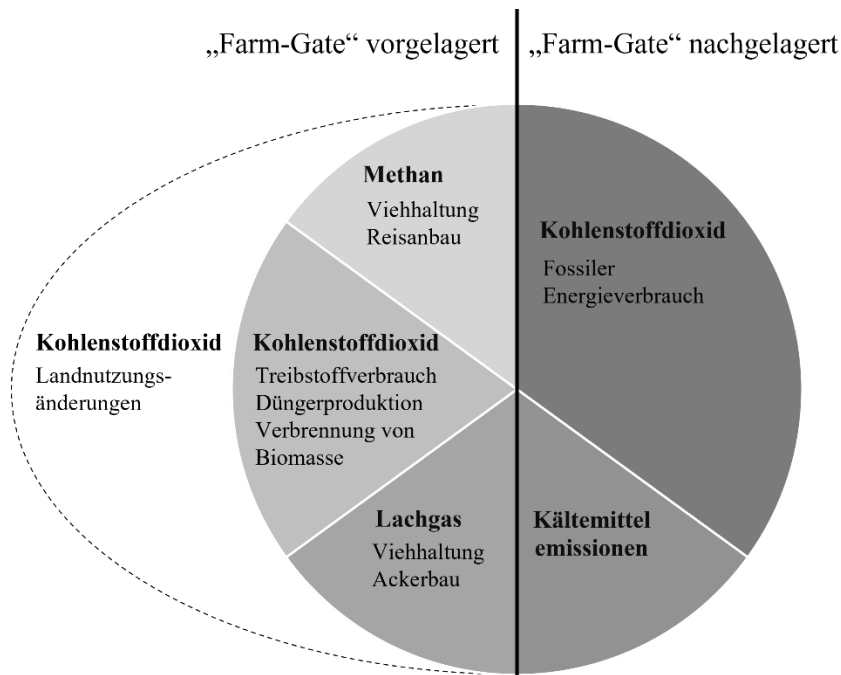 „Farm-Gate“ vorgelagert
„Farm-Gate“ nachgelagert
Methan
Viehhaltung
Reisanbau
Kohlenstoffdioxid
Fossiler
Energieverbrauch
Kohlenstoffdioxid
Landnutzungs-
änderungen
Kohlenstoffdioxid
Treibstoffverbrauch
Düngerproduktion
Verbrennung von
Biomasse
Lachgas
Viehhaltung
Ackerbau
Kältemittel
emissionen